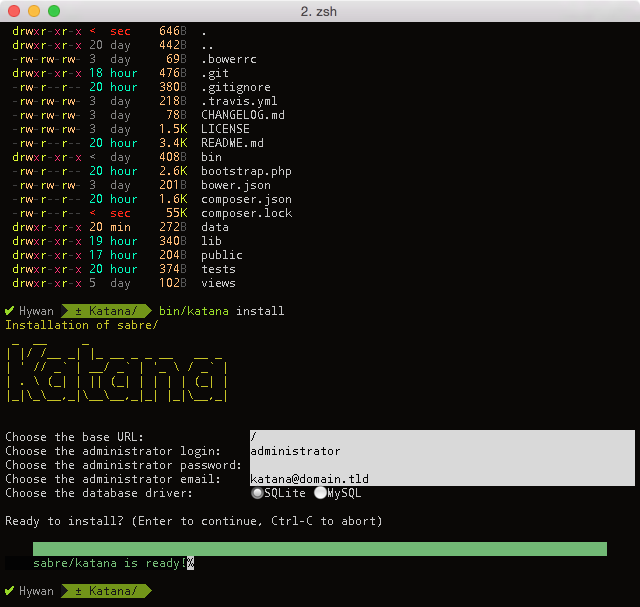 2. zsh
drwxr-xr-x < sec 646B .
drwxr-xr-x 20 day 442B ..
-rw-rw-rw- 3 day 69B .bowerrc
drwxr-xr-x 18 hour 476B .git
-rw-r--r-- 20 hour 380B .gitignore
-rw-rw-rw- 3 day 218B .travis.yml
-rw-rw-rw- 3 day 78B CHANGELOG.md
-rw-rw-rw- 3 day 1.5K LICENSE
-rw-r--r-- 20 hour 3.4K README.md
drwxr-xr-x < day 408B bin
-rw-r--r-- 20 hour 2.6K bootstrap.php
-rw-rw-rw- 3 day 201B bower.json
-rw-r--r-- 20 hour 1.6K composer.json
-rw-r--r-- < sec 55K composer.lock
drwxr-xr-x 20 min 272B data
drwxr-xr-x 19 hour 340B lib
drwxr-xr-x 17 hour 204B public
drwxr-xr-x 20 hour 374B tests
drwxr-xr-x 5 day 102B views
✔ Hywan ± Katana/ bin/katana install
Installation of sabre/
Katana
Choose the base URL: /
Choose the administrator login: administrator
Choose the administrator password:
Choose the administrator email: katana@domain.tld
Choose the database driver: SQLite MySQL
Ready to install? (Enter to continue, Ctrl-C to abort)
sabre/katana is ready!%
✔ Hywan ± Katana/